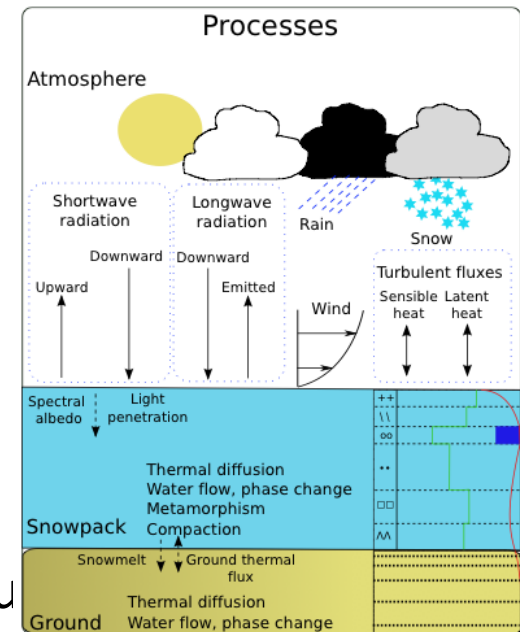 Processes
Atmosphere
Shortwave
radiation
Longwave
radiation
Rain
Snow
Downward
Downward
Upward
Emitted
Wind
Turbulent fluxes
Sensible
heat
Latent
heat
Spectral
albedo
Light
penetration
++
\\
oo
••
□□
ΛΛ
Thermal diffusion
Water flow, phase change
Metamorphism
Compaction
Snowpack
Snowmelt
Ground thermal
flux
Thermal diffusion
Water flow, phase change
Ground